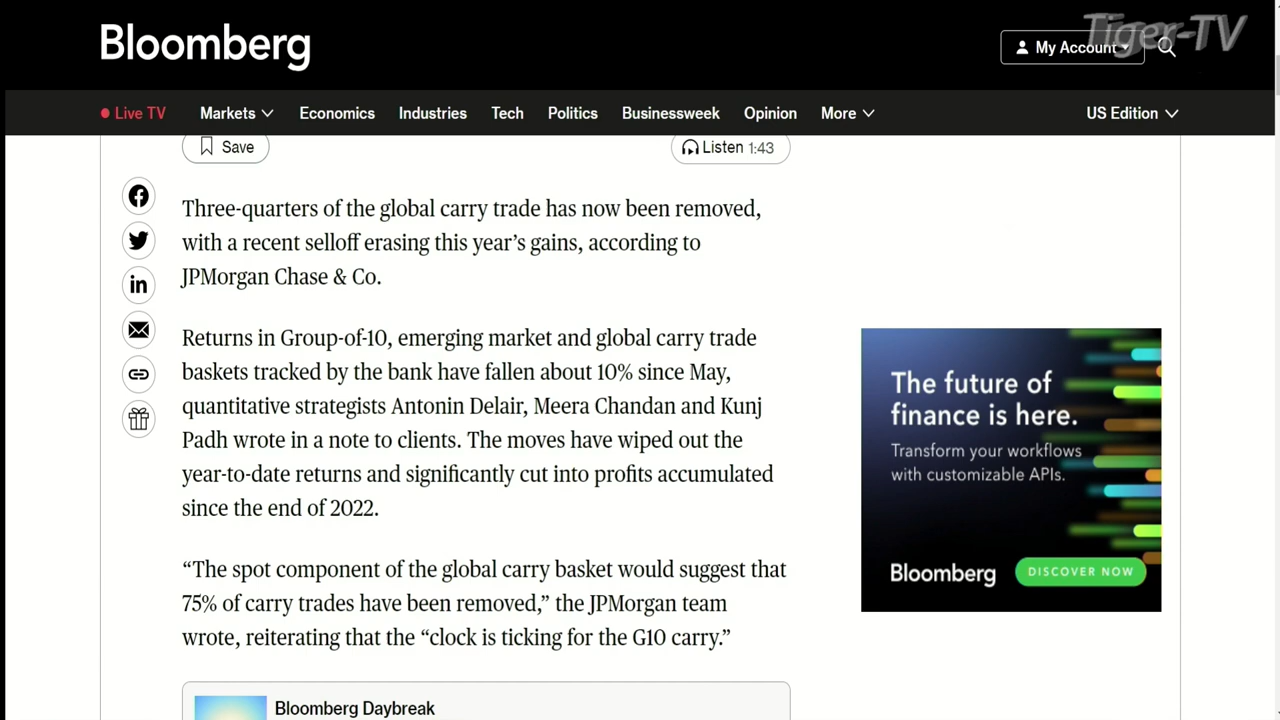 Bloomberg
My Account
Tiger-TV
Live TV
Markets
Economics
Industries
Tech
Politics
Businessweek
Opinion
More
US Edition
Save
Listen 1:43
Three-quarters of the global carry trade has now been removed,
with a recent selloff erasing this year’s gains, according to
JPMorgan Chase & Co.
Returns in Group-of-10, emerging market and global carry trade
baskets tracked by the bank have fallen about 10% since May,
quantitative strategists Antonin Delair, Meera Chandan and Kunj
Padh wrote in a note to clients. The moves have wiped out the
year-to-date returns and significantly cut into profits accumulated
since the end of 2022.
“The spot component of the global carry basket would suggest that
75% of carry trades have been removed,” the JPMorgan team
wrote, reiterating that the “clock is ticking for the G10 carry.”
Bloomberg Daybreak
The future of
finance is here.
Transform your workflows
with customizable APIs.
Bloomberg
DISCOVER NOW